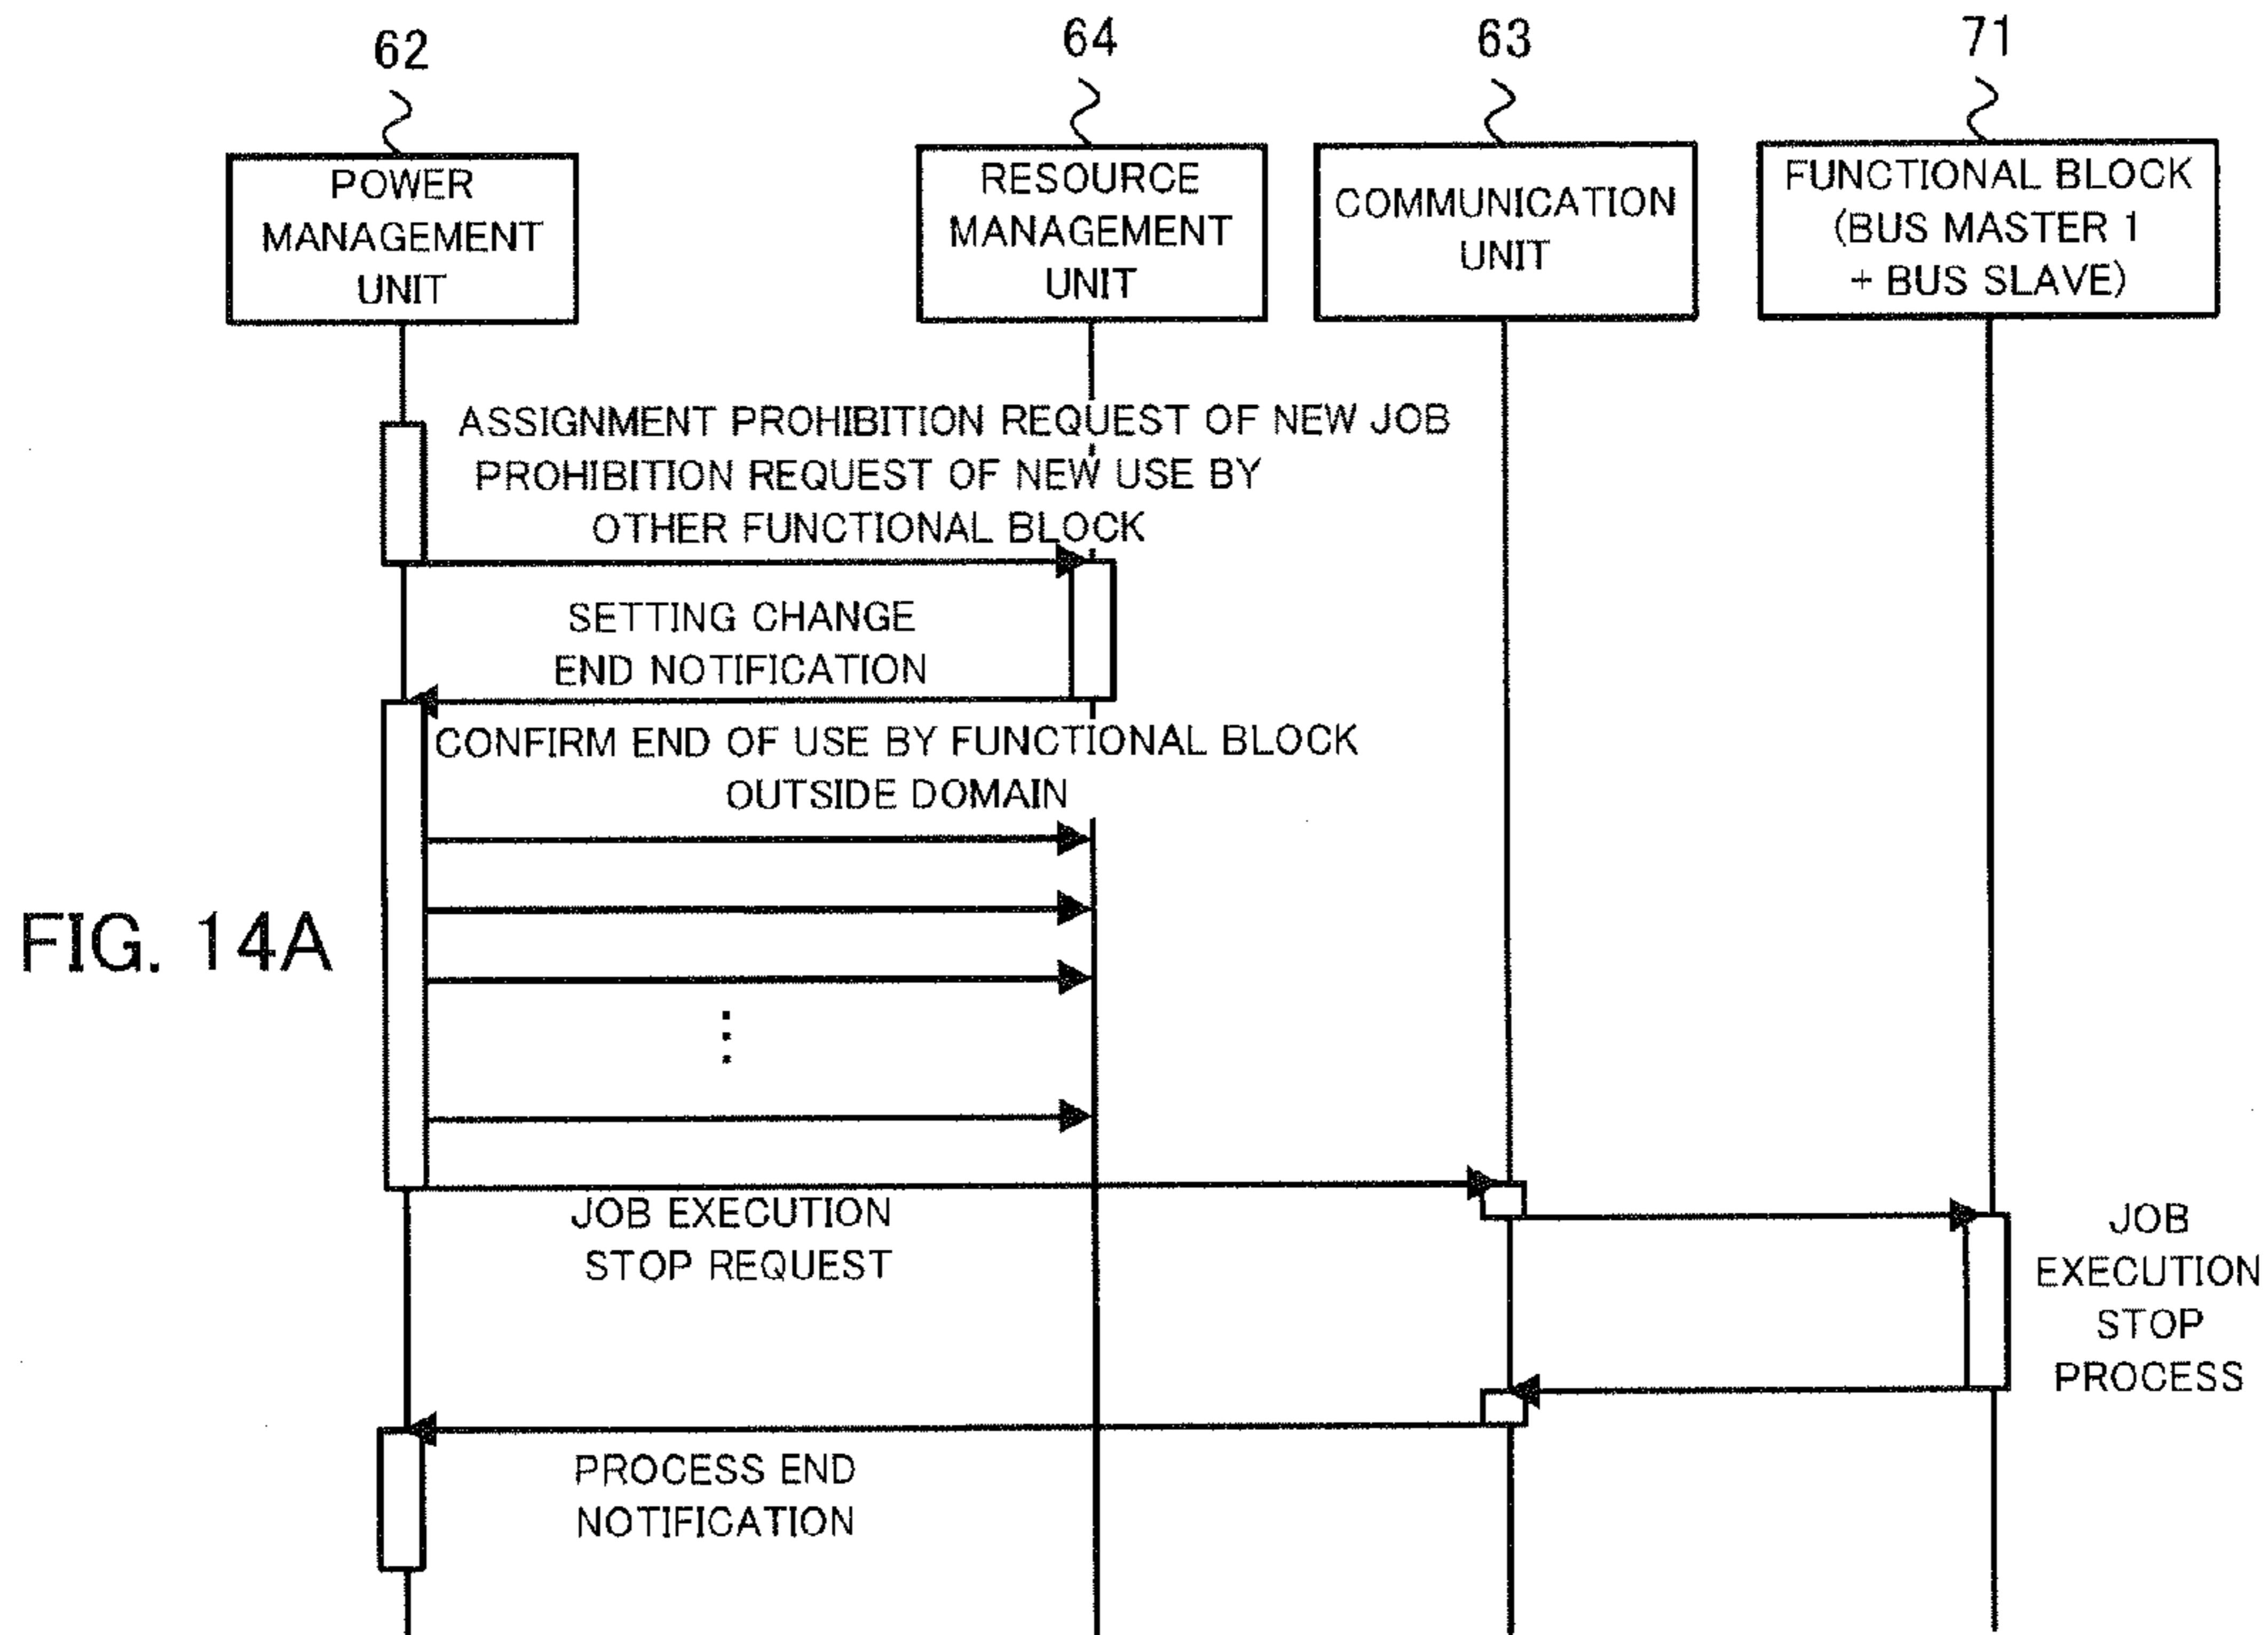 62
64
63
71
POWER
MANAGEMENT
UNIT
RESOURCE
MANAGEMENT
UNIT
COMMUNICATION
UNIT
FUNCTIONAL BLOCK
(BUS MASTER 1
+ BUS SLAVE)
ASSIGNMENT PROHIBITION REQUEST OF NEW JOB
PROHIBITION REQUEST OF NEW USE BY
OTHER FUNCTIONAL BLOCK
SETTING CHANGE
END NOTIFICATION
CONFIRM END OF USE BY FUNCTIONAL BLOCK
OUTSIDE DOMAIN
FIG. 14A
JOB EXECUTION
STOP REQUEST
JOB
EXECUTION
STOP
PROCESS
PROCESS END
NOTIFICATION